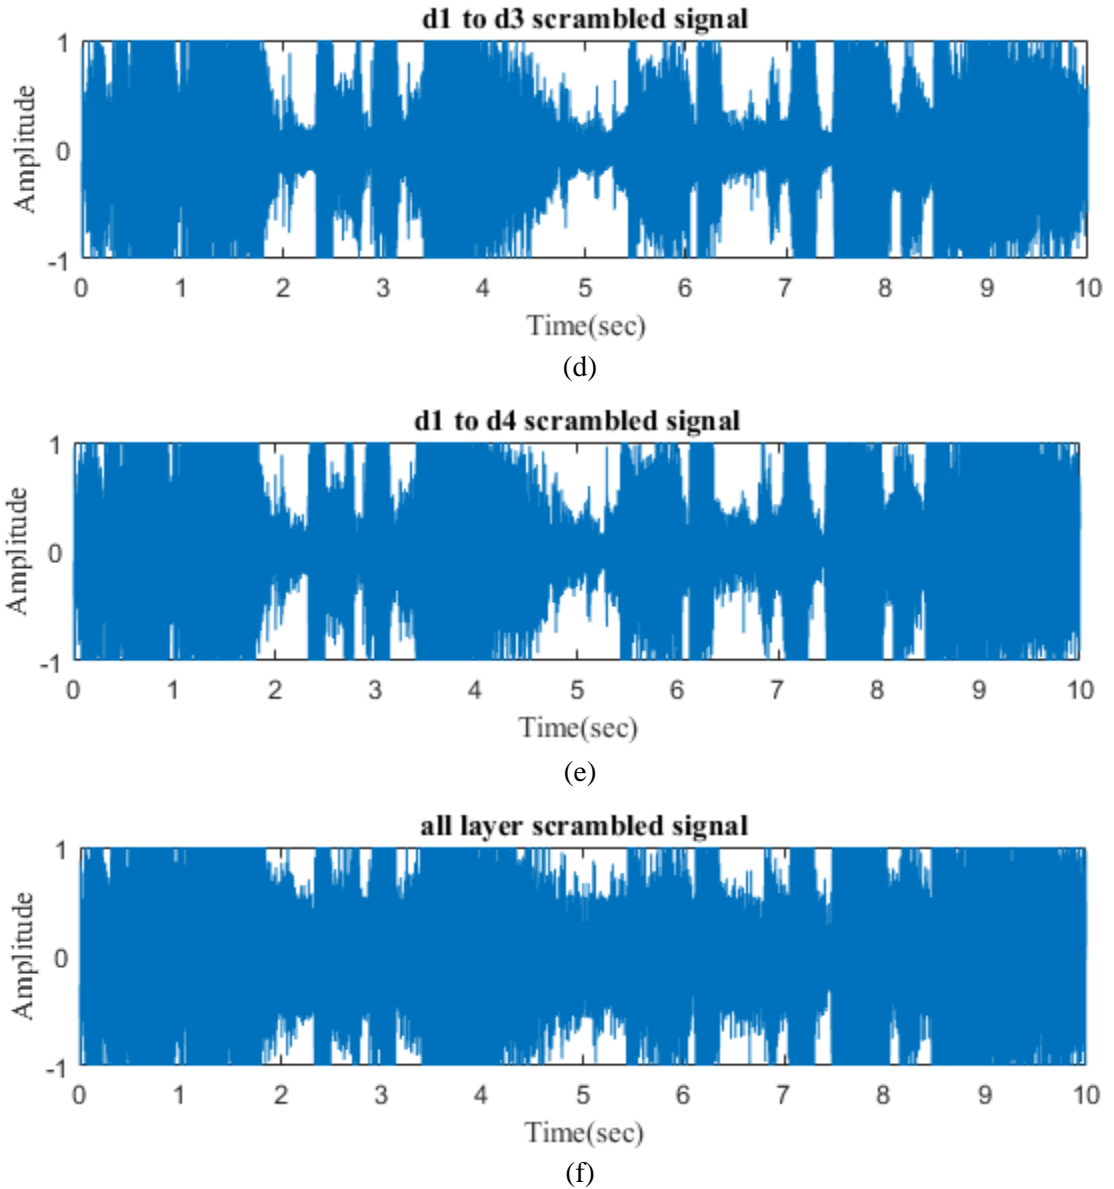 d1 to d3 scrambled signal
1
0
-1
Amplitude
0 1 2 3 4 5 6 7 8 9 10
Time(sec)
(d)
d1 to d4 scrambled signal
1
0
-1
Amplitude
0 1 2 3 4 5 6 7 8 9 10
Time(sec)
(e)
all layer scrambled signal
1
0
-1
Amplitude
0 1 2 3 4 5 6 7 8 9 10
Time(sec)
(f)